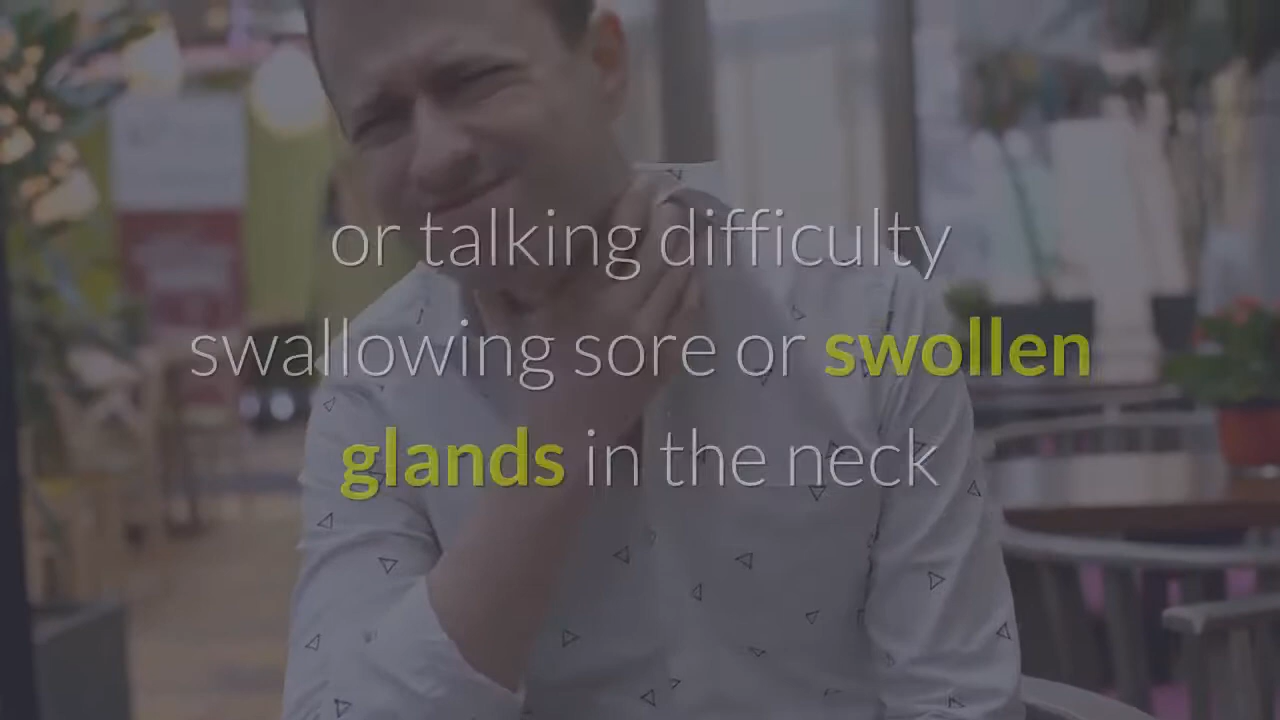 or talking difficulty
swallowing sore or swollen
glands in the neck